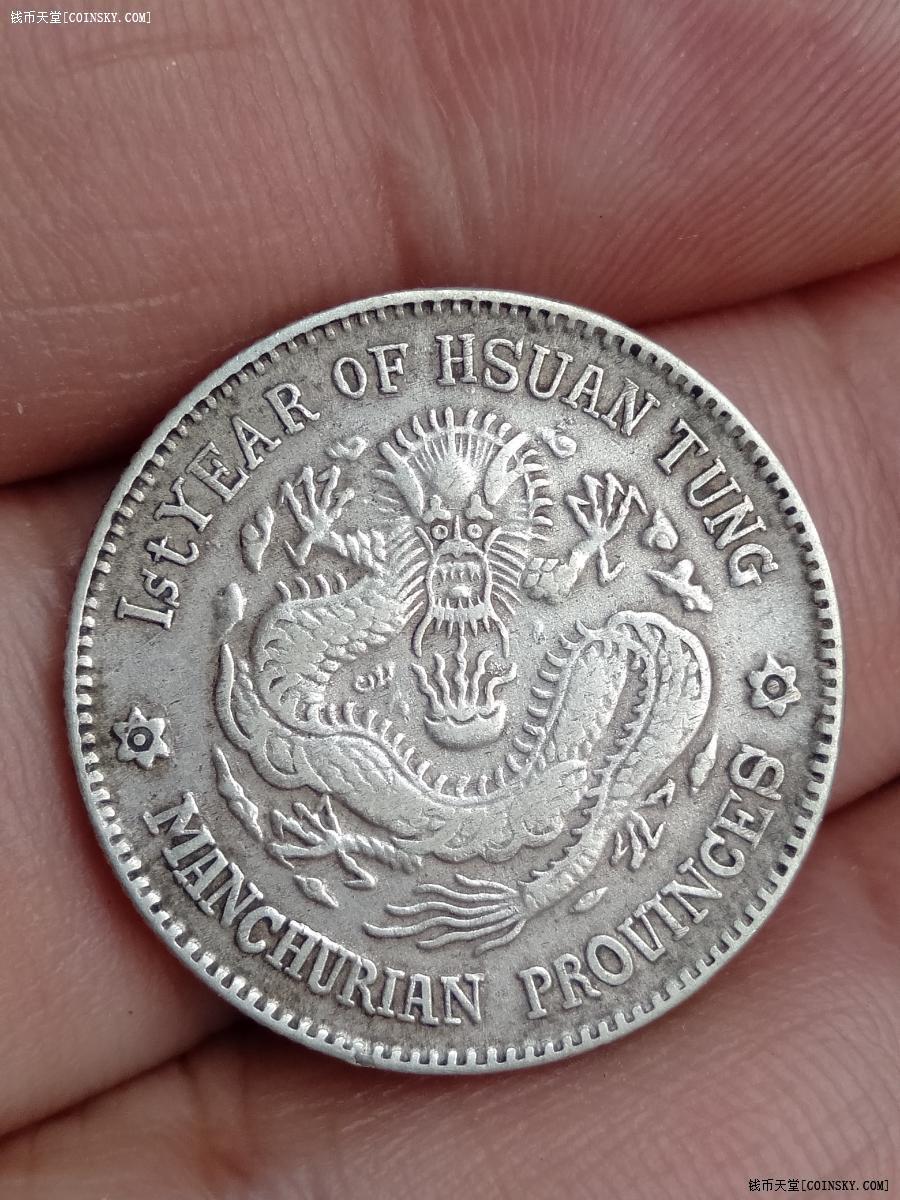 钱币天堂[COINSKY.COM]
1st YEAR OF HSUAN TUNG
MANCHURIAN PROVINCES
钱币天堂[COINSKY.COM]